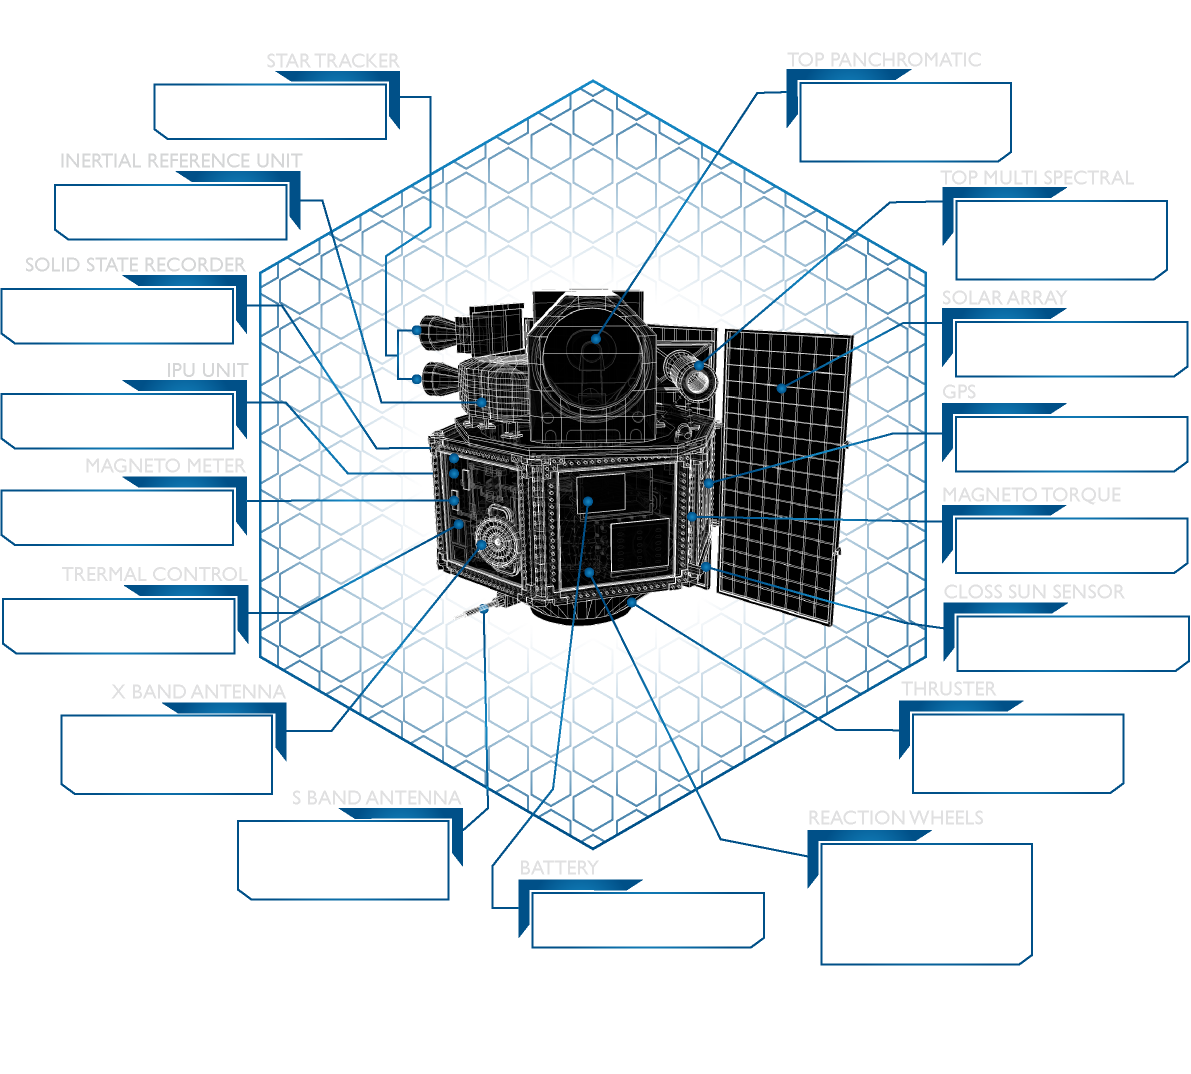 STAR TRACKER
TOP PANCHROMATIC
INERTIAL REFERENCE UNIT
TOP MULTI SPECTRAL
SOLID STATE RECORDER
SOLAR ARRAY
IPU UNIT
GPS
MAGNETO METER
MAGNETO TORQUE
TRERMAL CONTROL
CLOSS SUN SENSOR
X BAND ANTENNA
THRUSTER
S BAND ANTENNA
REACTION WHEELS
BATTERY